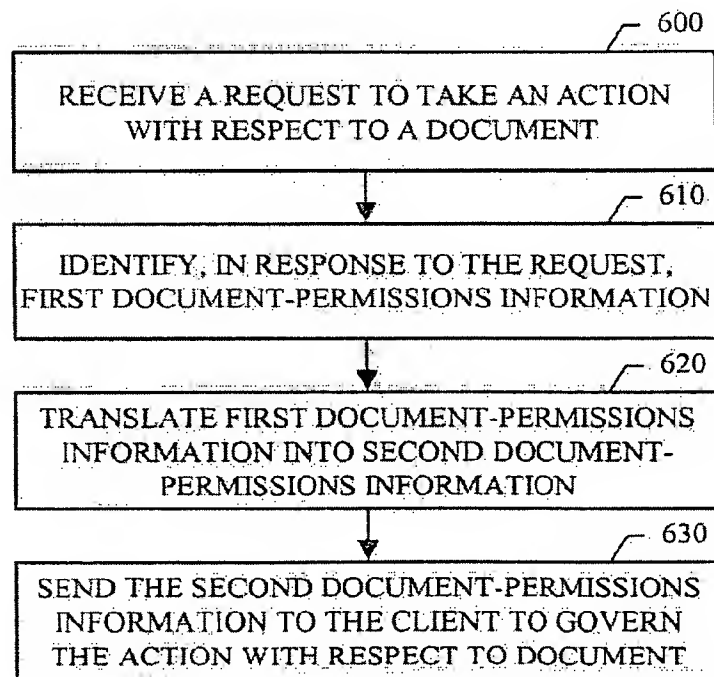 600
RECEIVE A REQUEST TO TAKE AN ACTION
WITH RESPECT TO A DOCUMENT
610
IDENTIFY, IN RESPONSE TO THE REQUEST,
FIRST DOCUMENT-PERMISSIONS INFORMATION
620
TRANSLATE FIRST DOCUMENT-PERMISSIONS
INFORMATION INTO SECOND DOCUMENT-
PERMISSIONS INFORMATION
630
SEND THE SECOND DOCUMENT-PERMISSIONS
INFORMATION TO THE CLIENT TO GOVERN
THE ACTION WITH RESPECT TO DOCUMENT